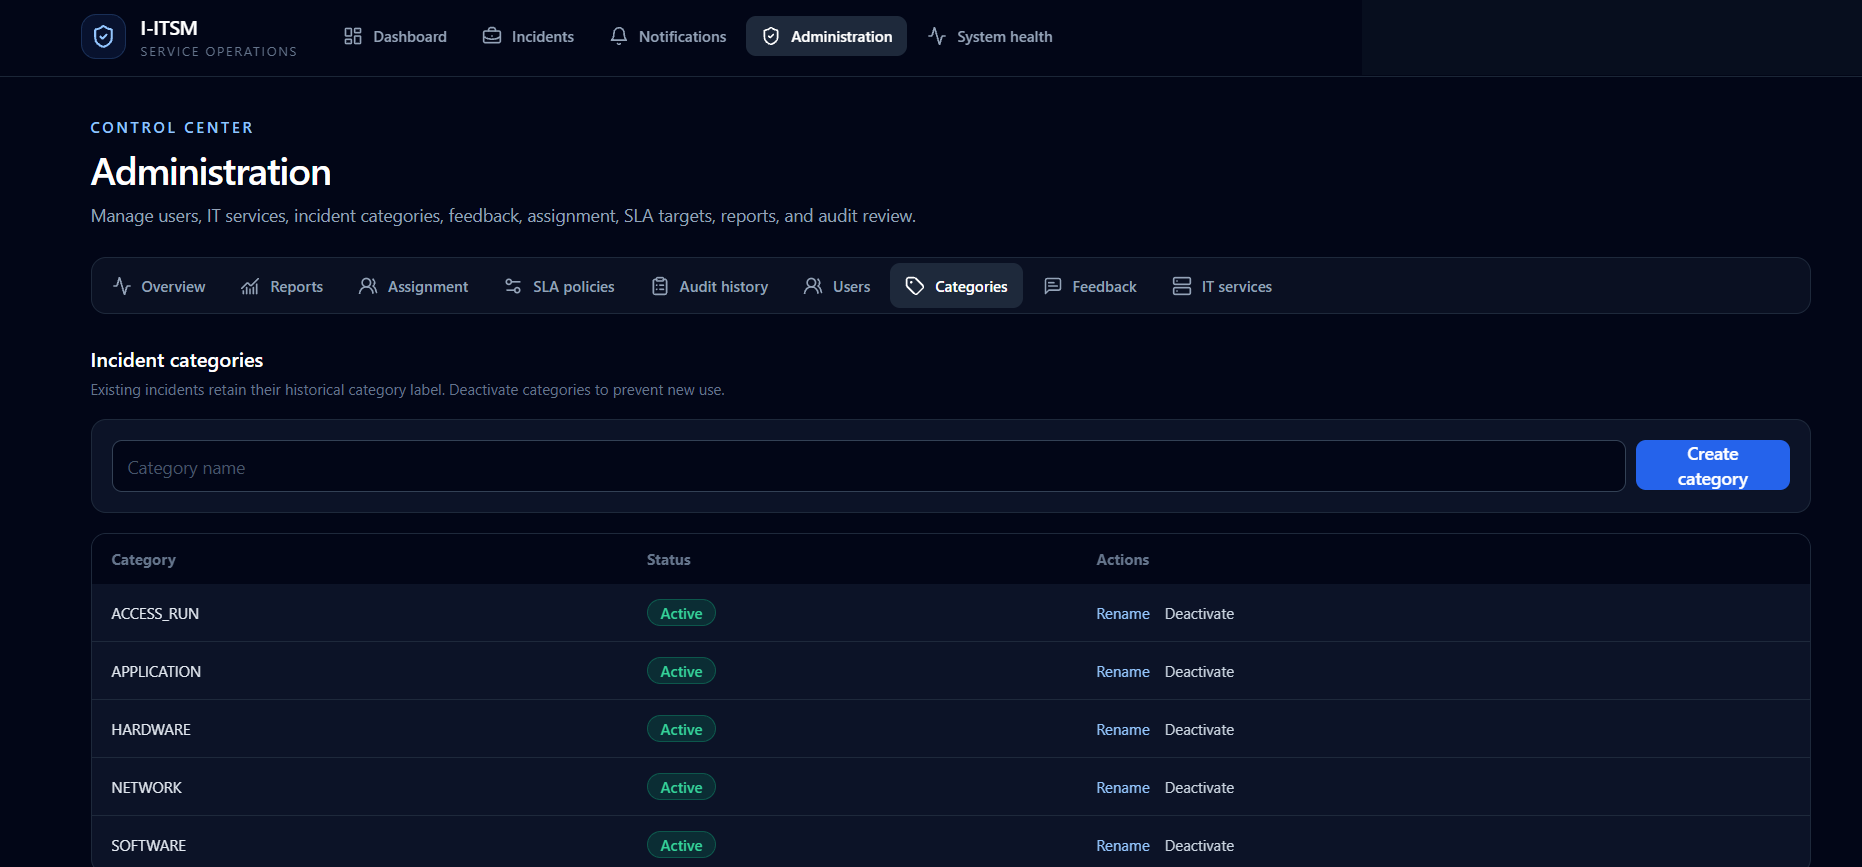 I-ITSM
SERVICE OPERATIONS
Dashboard
Incidents
Notifications
Administration
System health
CONTROL CENTER
Administration
Manage users, IT services, incident categories, feedback, assignment, SLA targets, reports, and audit review.
Overview
Reports
Assignment
SLA policies
Audit history
Users
Categories
Feedback
IT services
Incident categories
Existing incidents retain their historical category label. Deactivate categories to prevent new use.
Category name
Create
category
Category Status Actions
ACCESS_RUN Active Rename Deactivate
APPLICATION Active Rename Deactivate
HARDWARE Active Rename Deactivate
NETWORK Active Rename Deactivate
SOFTWARE Active Rename Deactivate